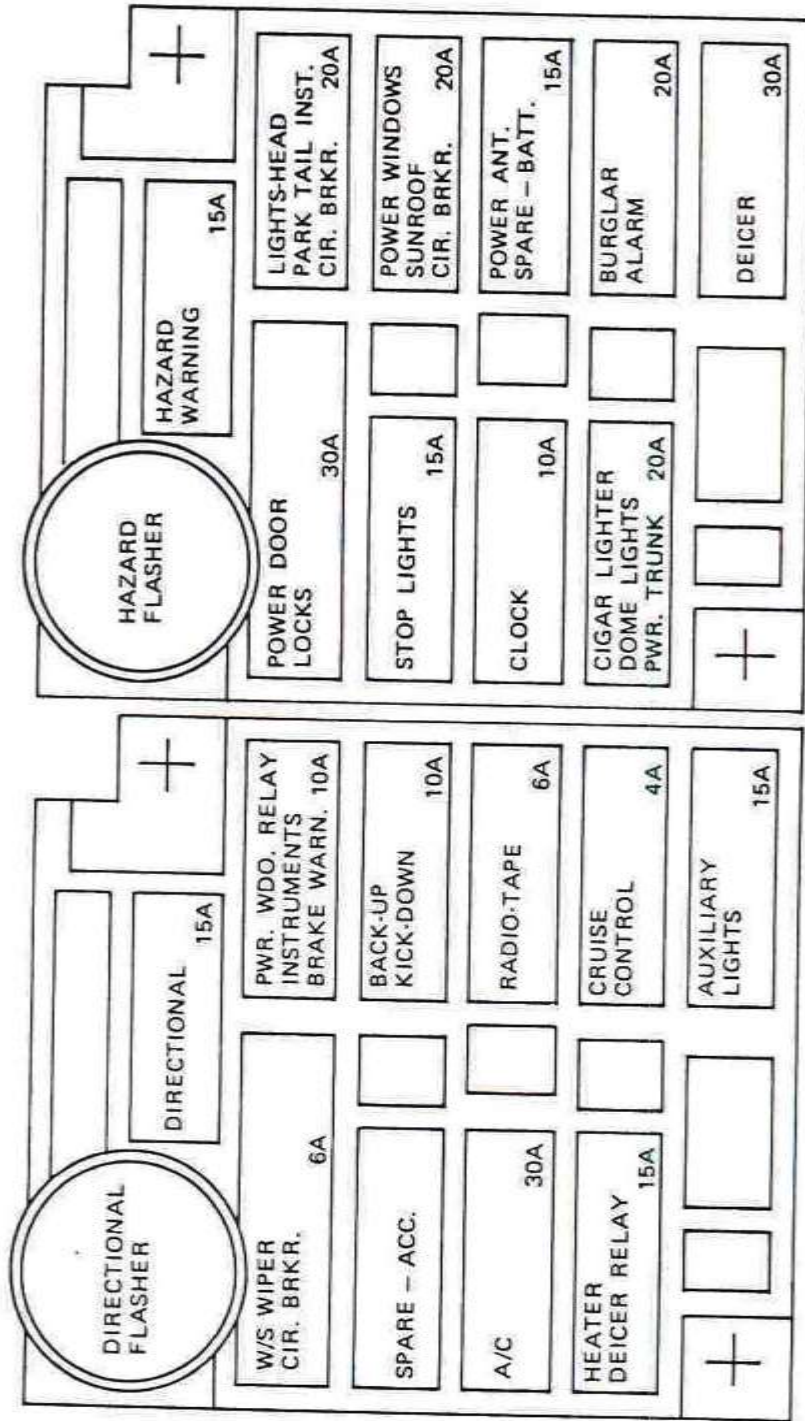 DIRECTIONAL
FLASHER
DIRECTIONAL
15A
W/S WIPER
CIR. BRKR.
6A
PWR. WDO. RELAY
INSTRUMENTS
BRAKE WARN. 10A
SPARE – ACC.
BACK-UP
KICK-DOWN
10A
A/C
30A
RADIO-TAPE
6A
HEATER
DEICER RELAY
15A
CRUISE
CONTROL
4A
AUXILIARY
LIGHTS
15A
HAZARD
FLASHER
HAZARD
WARNING
15A
POWER DOOR
LOCKS
30A
LIGHTS-HEAD
PARK TAIL INST.
CIR. BRKR. 20A
STOP LIGHTS
15A
POWER WINDOWS
SUNROOF
CIR. BRKR. 20A
CLOCK
10A
POWER ANT.
SPARE – BATT.
15A
CIGAR LIGHTER
DOME LIGHTS
PWR. TRUNK 20A
BURGLAR
ALARM
20A
DEICER
30A